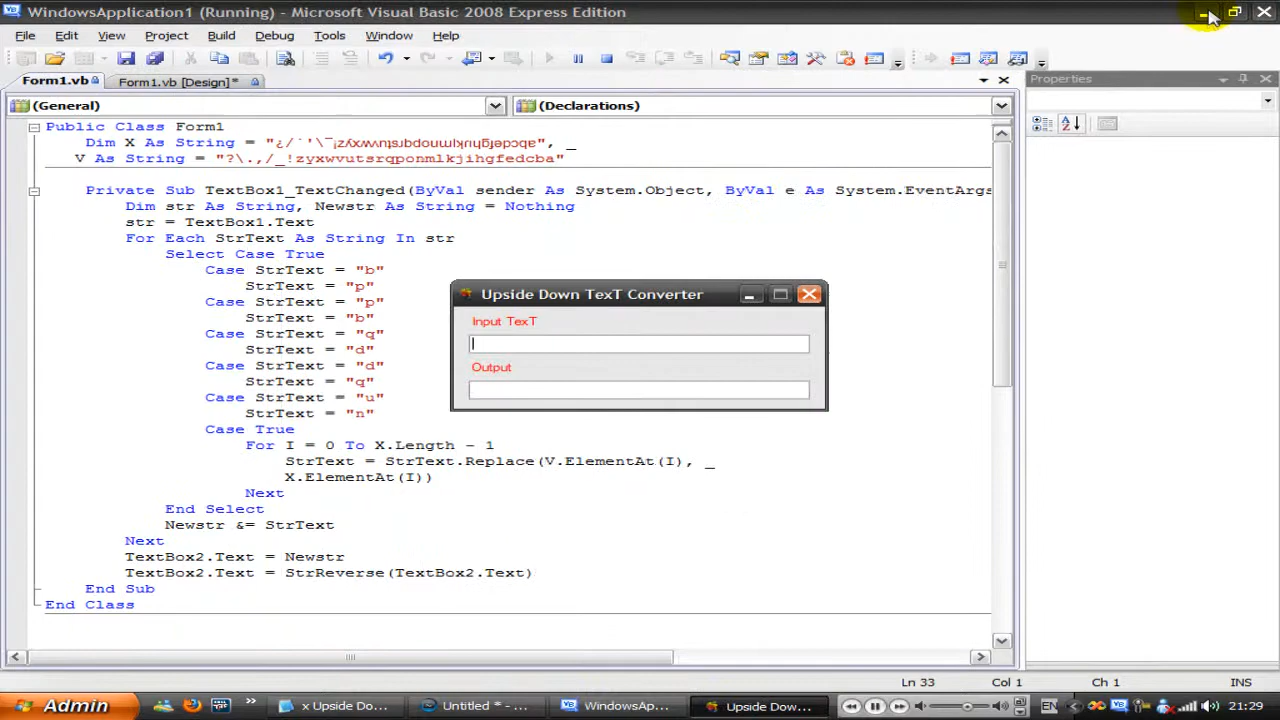 WindowsApplication1 (Running) - Microsoft Visual Basic 2008 Express Edition
File Edit View Project Build Debug Tools Window Help
Form1.vb Form1.vb [Design]*
Properties
(General) (Declarations)
Public Class Form1
Dim X As String = "¿/˙'\‾¡zʎxʍʌnʇsɹbdouɯlʞɾıɥƃɟǝpɔqɐ", _
V As String = "?\.,/_!zyxwvutsrqponmlkjihgfedcba"
Private Sub TextBox1_TextChanged(ByVal sender As System.Object, ByVal e As System.EventArgs
Dim str As String, Newstr As String = Nothing
str = TextBox1.Text
For Each StrText As String In str
Select Case True
Case StrText = "b"
StrText = "p"
Case StrText = "p"
StrText = "b"
Case StrText = "q"
StrText = "d"
Case StrText = "d"
StrText = "q"
Case StrText = "u"
StrText = "n"
Case True
For I = 0 To X.Length - 1
StrText = StrText.Replace(V.ElementAt(I), _
X.ElementAt(I))
Next
End Select
Newstr &= StrText
Next
TextBox2.Text = Newstr
TextBox2.Text = StrReverse(TextBox2.Text)
End Sub
End Class
Upside Down TexT Converter
Input TexT
Output
Ln 33 Col 1 Ch 1 INS
Admin x Upside Do... Untitled * - ... WindowsAp... Upside Dow... EN 21:29